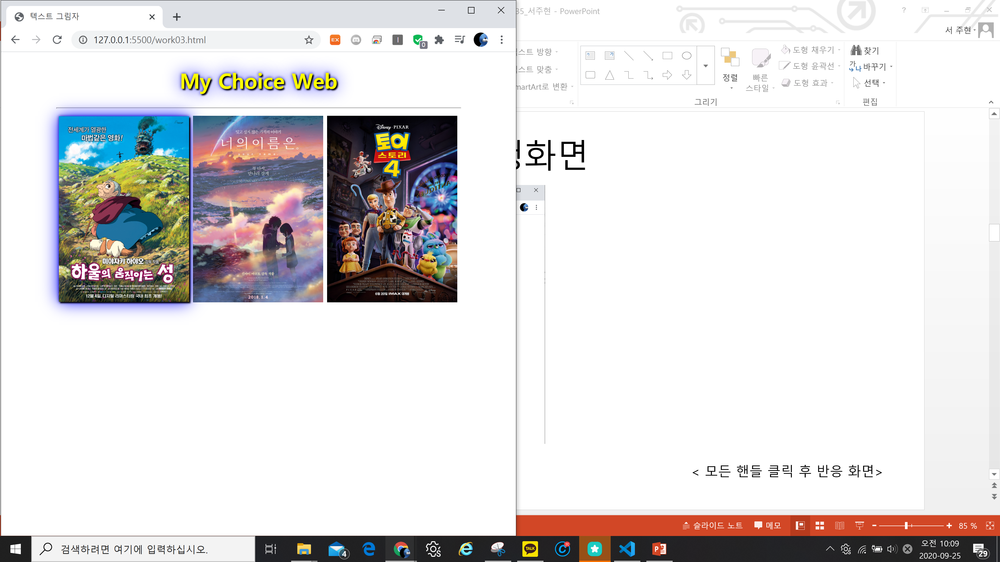 텍스트 그림자
127.0.0.1:5500/work03.html
EX
0
My Choice Web
전세계가 열광한
마법같은 영화!
미야자키 하야오 감독 작품
하울의 움직이는 성
12월 4일, 디지털 리마스터링 국내 최초 개봉!
잊고 싶지 않은 기적의 이야기
너의 이름은。
your name.
꼭 다시,
만나러 갈게
신카이 마코토 감독 작품
2018. 1. 4
Disney · PIXAR
토이
스토리
4
ANTIQUES
6월 20일 IMAX 대개봉
35_서주현 - PowerPoint
?
서 주현
스트 방향
스트 맞춤
martArt로 변환
정렬
빠른
스타일
도형 채우기
도형 윤곽선
도형 효과
그리기
찾기
바꾸기
선택
편집
화면
< 모든 핸들 클릭 후 반응 화면>
슬라이드 노트
메모
85 %
검색하려면 여기에 입력하십시오.
4
TALK
오전 10:09
2020-09-25
29